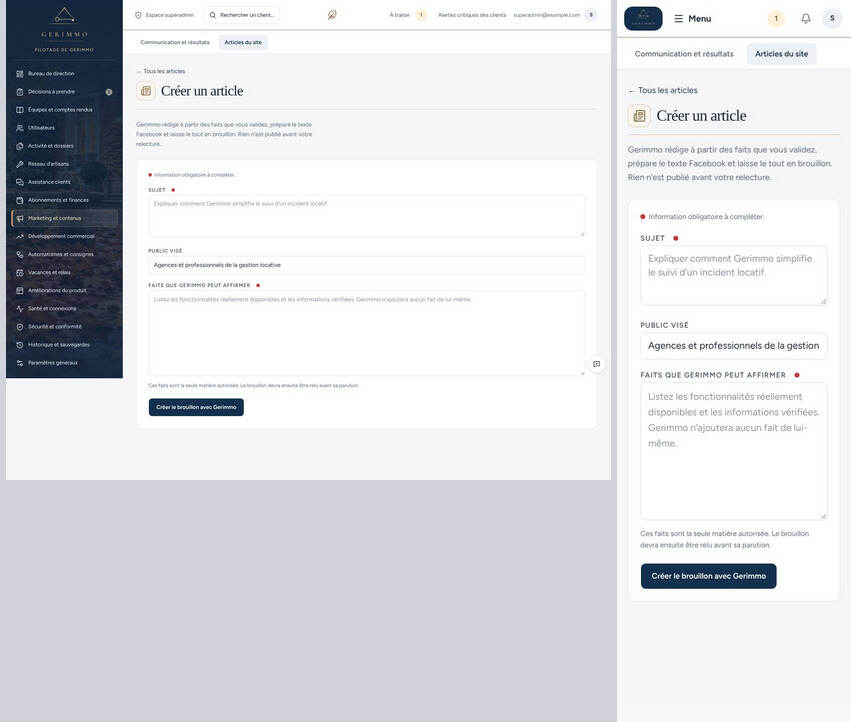 GERIMMO
PILOTAGE DE GERIMMO
Bureau de direction
Décisions à prendre 1
Équipes et comptes rendus
Utilisateurs
Activité et dossiers
Réseau d'artisans
Assistance clients
Abonnements et finances
Marketing et contenus
Développement commercial
Automatismes et consignes
Vacances et relais
Améliorations du produit
Santé et connexions
Sécurité et conformité
Historique et sauvegardes
Paramètres généraux
Espace superadmin
Rechercher un client...
À traiter 1
Alertes critiques des clients
superadmin@example.com S
Communication et résultats
Articles du site
← Tous les articles
Créer un article
Gerimmo rédige à partir des faits que vous validez, prépare le texte
Facebook et laisse le tout en brouillon. Rien n'est publié avant votre
relecture.
Information obligatoire à compléter.
SUJET
Expliquer comment Gerimmo simplifie le suivi d'un incident locatif.
PUBLIC VISÉ
Agences et professionnels de la gestion locative
FAITS QUE GERIMMO PEUT AFFIRMER
Listez les fonctionnalités réellement disponibles et les informations vérifiées. Gerimmo n'ajoutera aucun fait de lui-même.
Ces faits sont la seule matière autorisée. Le brouillon devra ensuite être relu avant sa parution.
Créer le brouillon avec Gerimmo
GERIMMO
Menu
1
S
Communication et résultats
Articles du site
← Tous les articles
Créer un article
Gerimmo rédige à partir des faits que vous validez,
prépare le texte Facebook et laisse le tout en brouillon.
Rien n'est publié avant votre relecture.
Information obligatoire à compléter.
SUJET
Expliquer comment Gerimmo simplifie
le suivi d'un incident locatif.
PUBLIC VISÉ
Agences et professionnels de la gestion
FAITS QUE GERIMMO PEUT AFFIRMER
Listez les fonctionnalités réellement
disponibles et les informations vérifiées.
Gerimmo n'ajoutera aucun fait de lui-
même.
Ces faits sont la seule matière autorisée. Le brouillon
devra ensuite être relu avant sa parution.
Créer le brouillon avec Gerimmo